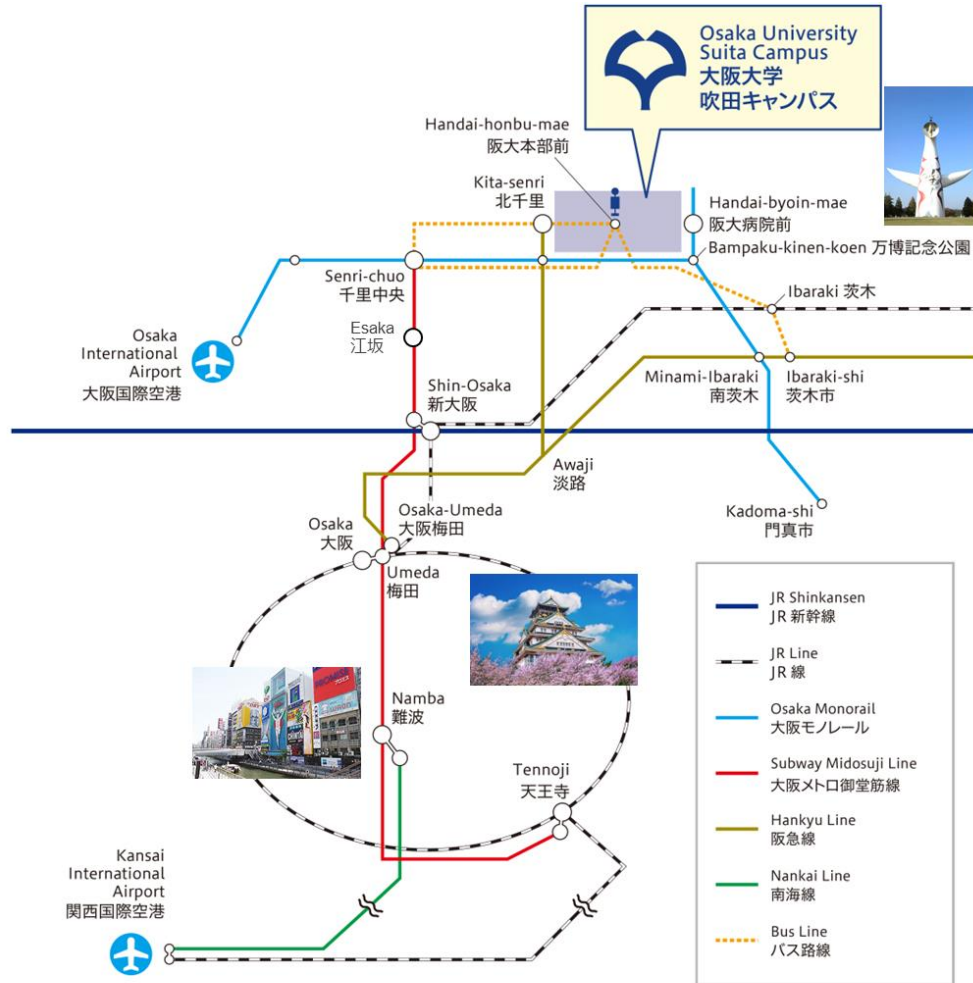 Osaka University
Suita Campus
大阪大学
吹田キャンパス
Handai-honbu-mae
阪大本部前
Kita-senri
北千里
Handai-byoin-mae
阪大病院前
Bampaku-kinen-koen 万博記念公園
Senri-chuo
千里中央
Ibaraki 茨木
Esaka
江坂
Osaka
International
Airport
大阪国際空港
Shin-Osaka
新大阪
Minami-Ibaraki
南茨木
Ibaraki-shi
茨木市
Awaji
淡路
Kadoma-shi
門真市
Osaka
大阪
Osaka-Umeda
大阪梅田
Umeda
梅田
Namba
難波
Tennoji
天王寺
Kansai
International
Airport
関西国際空港
JR Shinkansen
JR 新幹線
JR Line
JR 線
Osaka Monorail
大阪モノレール
Subway Midosuji Line
大阪メトロ御堂筋線
Hankyu Line
阪急線
Nankai Line
南海線
Bus Line
バス路線